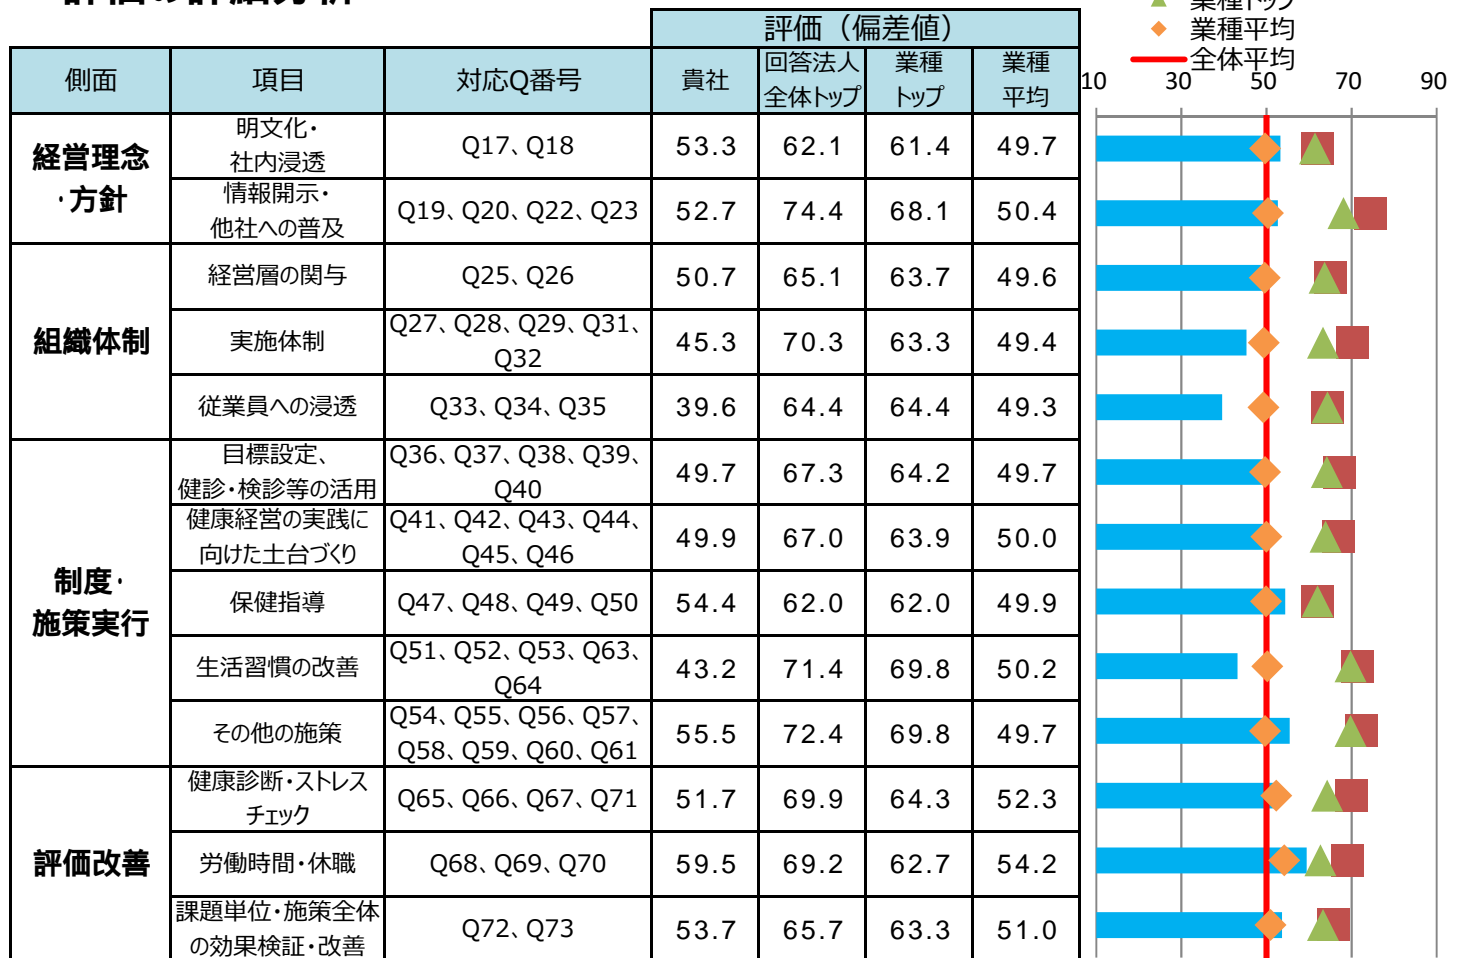 評価の詳細分析
業種トップ
業種平均
全体平均
評価（偏差値）
側面 項目 対応Q番号 貴社 回答法人 業種 業種
全体トップ トップ 平均
10 30 50 70 90
経営理念
・方針
明文化・
社内浸透
Q17、Q18 53.3 62.1 61.4 49.7
情報開示・
他社への普及
Q19、Q20、Q22、Q23 52.7 74.4 68.1 50.4
組織体制
経営層の関与 Q25、Q26 50.7 65.1 63.7 49.6
実施体制
Q27、Q28、Q29、Q31、
Q32
45.3 70.3 63.3 49.4
従業員への浸透 Q33、Q34、Q35 39.6 64.4 64.4 49.3
制度・
施策実行
目標設定、
健診・検診等の活用
Q36、Q37、Q38、Q39、
Q40
49.7 67.3 64.2 49.7
健康経営の実践に
向けた土台づくり
Q41、Q42、Q43、Q44、
Q45、Q46
49.9 67.0 63.9 50.0
保健指導 Q47、Q48、Q49、Q50 54.4 62.0 62.0 49.9
生活習慣の改善
Q51、Q52、Q53、Q63、
Q64
43.2 71.4 69.8 50.2
その他の施策
Q54、Q55、Q56、Q57、
Q58、Q59、Q60、Q61
55.5 72.4 69.8 49.7
評価改善
健康診断・ストレス
チェック
Q65、Q66、Q67、Q71 51.7 69.9 64.3 52.3
労働時間・休職 Q68、Q69、Q70 59.5 69.2 62.7 54.2
課題単位・施策全体
の効果検証・改善
Q72、Q73 53.7 65.7 63.3 51.0